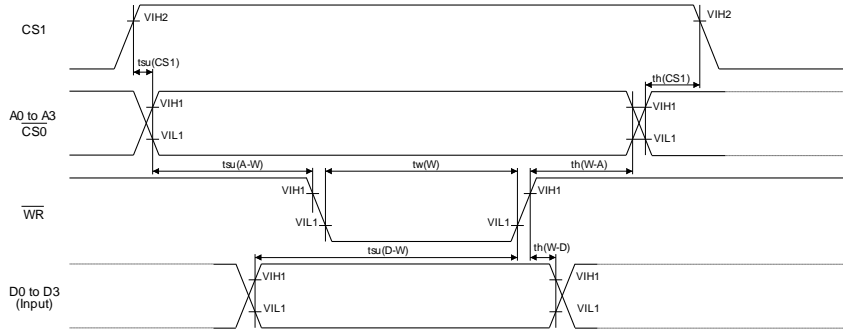 CS1
VIH2
VIH2
tsu(CS1)
th(CS1)
A0 to A3
CS0
VIH1
VIH1
VIL1
VIL1
tsu(A-W)
tw(W)
th(W-A)
WR
VIH1
VIH1
VIL1
VIL1
tsu(D-W)
th(W-D)
D0 to D3
(Input)
VIH1
VIH1
VIL1
VIL1